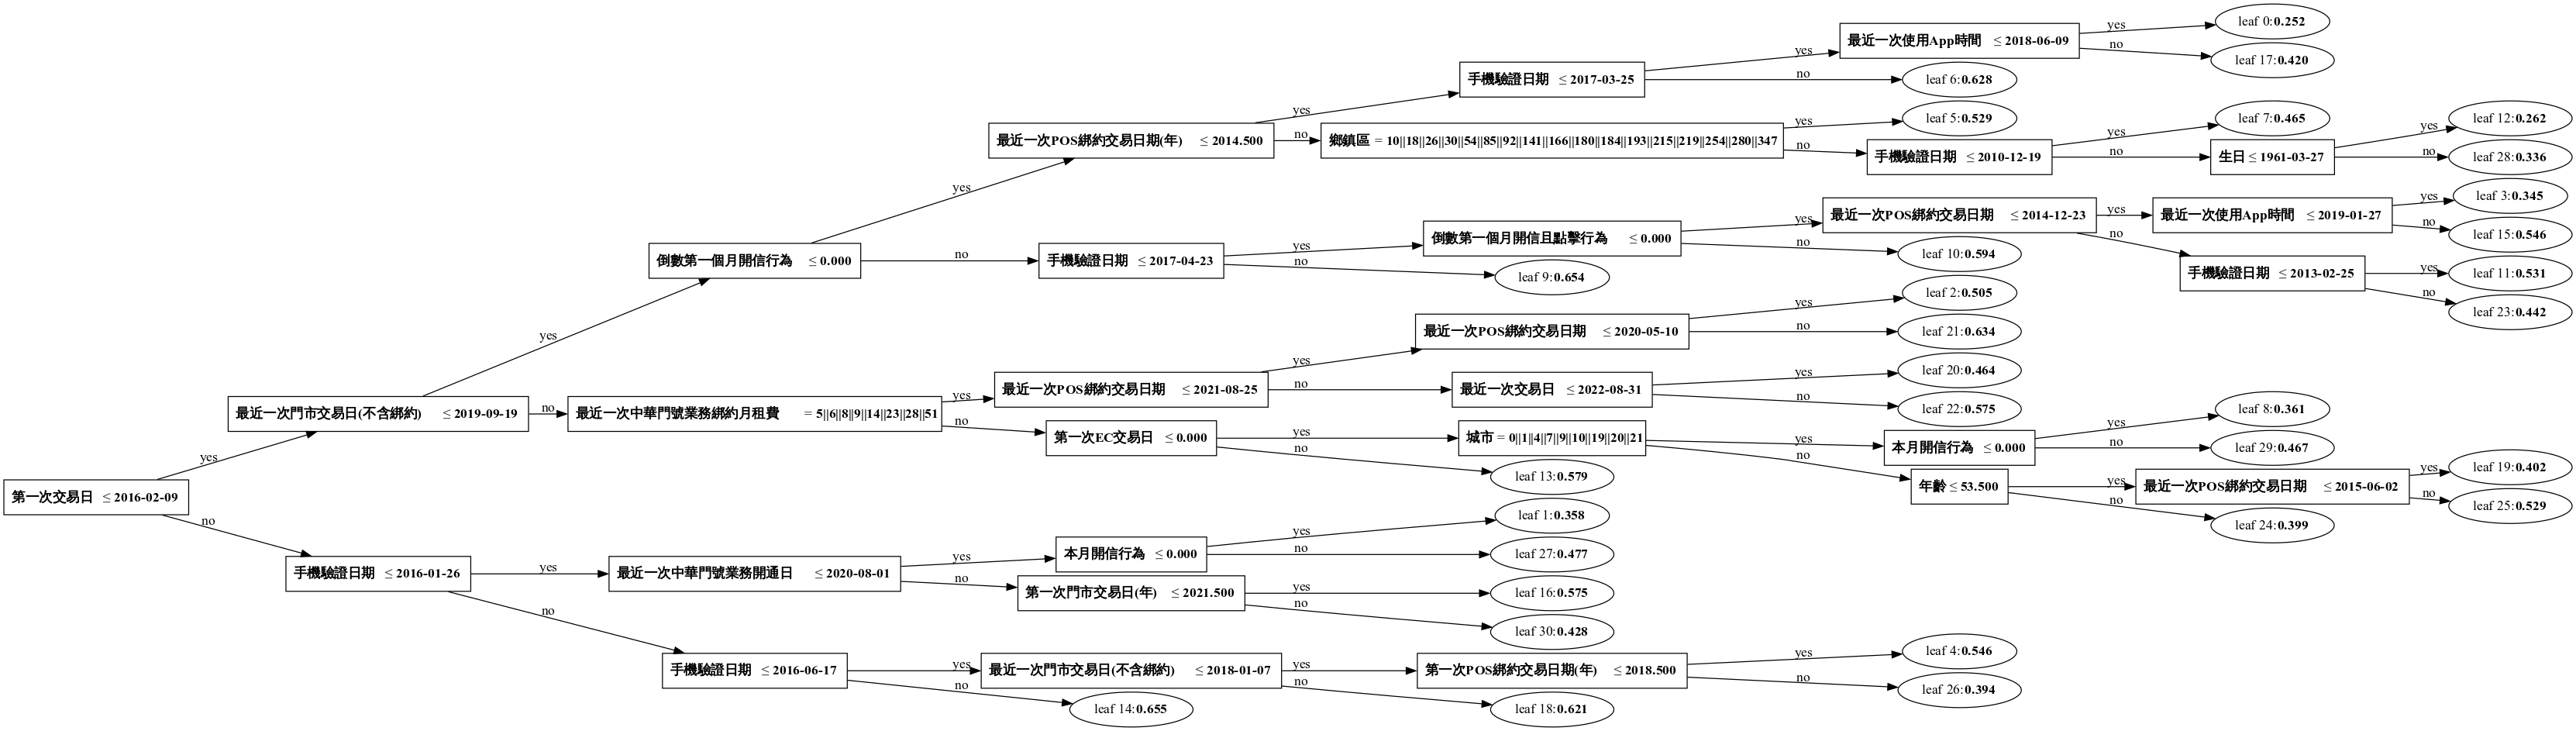 第一次交易日 ≤ 2016-02-09
yes
no
最近一次門市交易日(不含綁約) ≤ 2019-09-19
yes
no
倒數第一個月開信行為 ≤ 0.000
yes
no
最近一次POS綁約交易日期(年) ≤ 2014.500
yes
no
手機驗證日期 ≤ 2017-03-25
yes
no
最近一次使用App時間 ≤ 2018-06-09
yes
no
leaf 0:0.252
leaf 17:0.420
leaf 6:0.628
鄉鎮區 = 10||18||26||30||54||85||92||141||166||180||184||193||215||219||254||280||347
yes
no
leaf 5:0.529
手機驗證日期 ≤ 2010-12-19
yes
no
leaf 7:0.465
生日 ≤ 1961-03-27
yes
no
leaf 12:0.262
leaf 28:0.336
手機驗證日期 ≤ 2017-04-23
yes
no
倒數第一個月開信且點擊行為 ≤ 0.000
yes
no
最近一次POS綁約交易日期 ≤ 2014-12-23
yes
no
最近一次使用App時間 ≤ 2019-01-27
yes
no
leaf 3:0.345
leaf 15:0.546
手機驗證日期 ≤ 2013-02-25
yes
no
leaf 11:0.531
leaf 23:0.442
leaf 10:0.594
leaf 9:0.654
最近一次中華門號業務綁約月租費 = 5||6||8||9||14||23||28||51
yes
no
最近一次POS綁約交易日期 ≤ 2021-08-25
yes
no
最近一次POS綁約交易日期 ≤ 2020-05-10
yes
no
leaf 2:0.505
leaf 21:0.634
最近一次交易日 ≤ 2022-08-31
yes
no
leaf 20:0.464
leaf 22:0.575
第一次EC交易日 ≤ 0.000
yes
no
城市 = 0||1||4||7||9||10||19||20||21
yes
no
本月開信行為 ≤ 0.000
yes
no
leaf 8:0.361
leaf 29:0.467
年齡 ≤ 53.500
yes
no
最近一次POS綁約交易日期 ≤ 2015-06-02
yes
no
leaf 19:0.402
leaf 25:0.529
leaf 24:0.399
leaf 13:0.579
手機驗證日期 ≤ 2016-01-26
yes
no
最近一次中華門號業務開通日 ≤ 2020-08-01
yes
no
本月開信行為 ≤ 0.000
yes
no
leaf 1:0.358
leaf 27:0.477
第一次門市交易日(年) ≤ 2021.500
yes
no
leaf 16:0.575
leaf 30:0.428
手機驗證日期 ≤ 2016-06-17
yes
no
最近一次門市交易日(不含綁約) ≤ 2018-01-07
yes
no
第一次POS綁約交易日期(年) ≤ 2018.500
yes
no
leaf 4:0.546
leaf 26:0.394
leaf 18:0.621
leaf 14:0.655